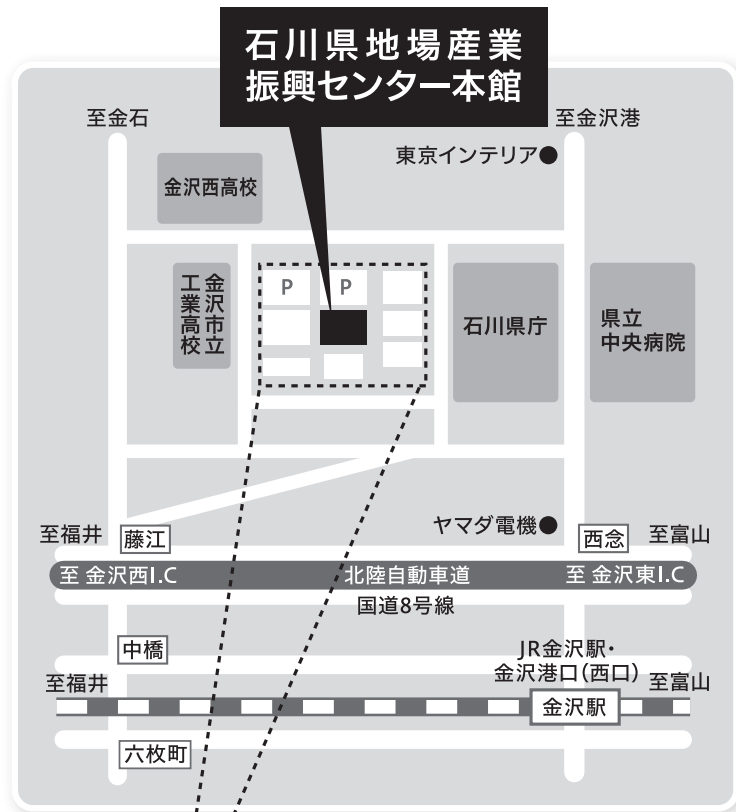 石川県地場産業
振興センター本館
至金石
至金沢港
東京インテリア●
金沢西高校
金沢市立
工業高校
P
P
石川県庁
県立
中央病院
ヤマダ電機●
至福井
藤江
西念
至富山
至 金沢西I.C
北陸自動車道
至 金沢東I.C
国道8号線
中橋
JR金沢駅・
金沢港口(西口)
至福井
至富山
金沢駅
六枚町